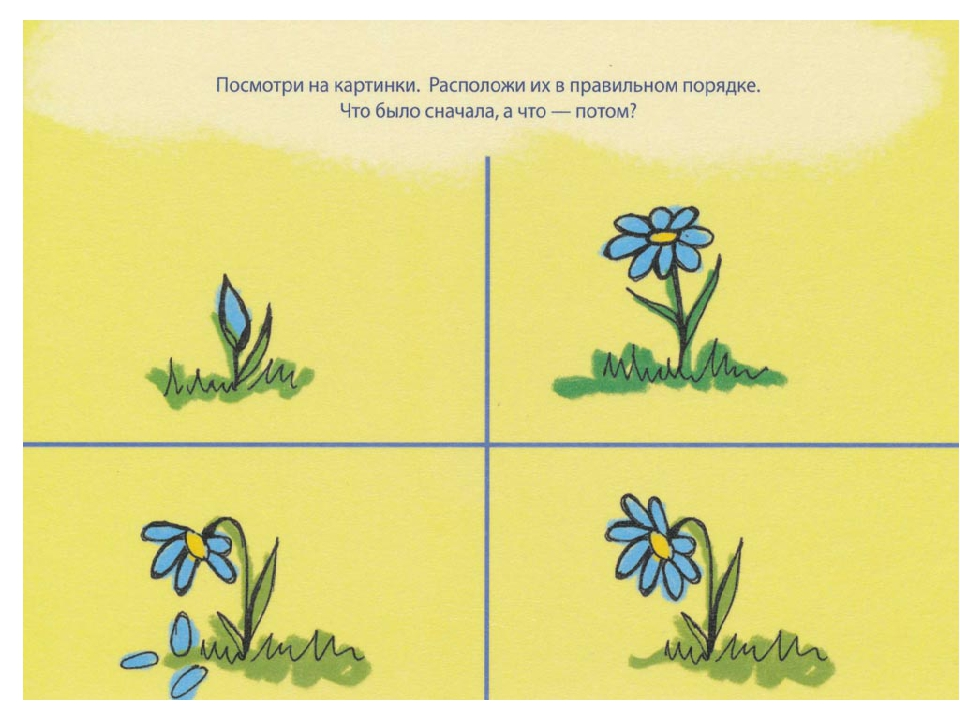 Посмотри на картинки. Расположи их в правильном порядке.
Что было сначала, а что — потом?